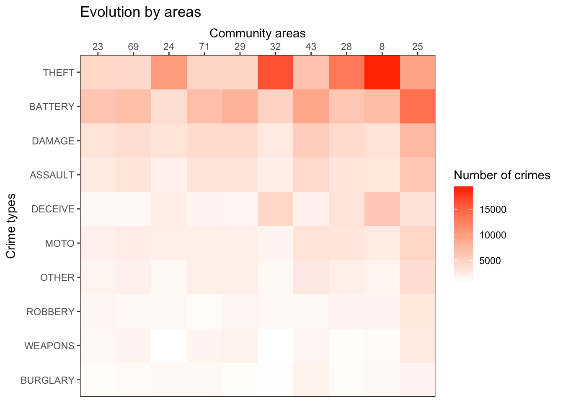 Evolution by areas
Community areas
23 69 24 71 29 32 43 28 8 25
THEFT
BATTERY
DAMAGE
ASSAULT
DECEIVE
MOTO
OTHER
ROBBERY
WEAPONS
BURGLARY
Crime types
Number of crimes
15000
10000
5000